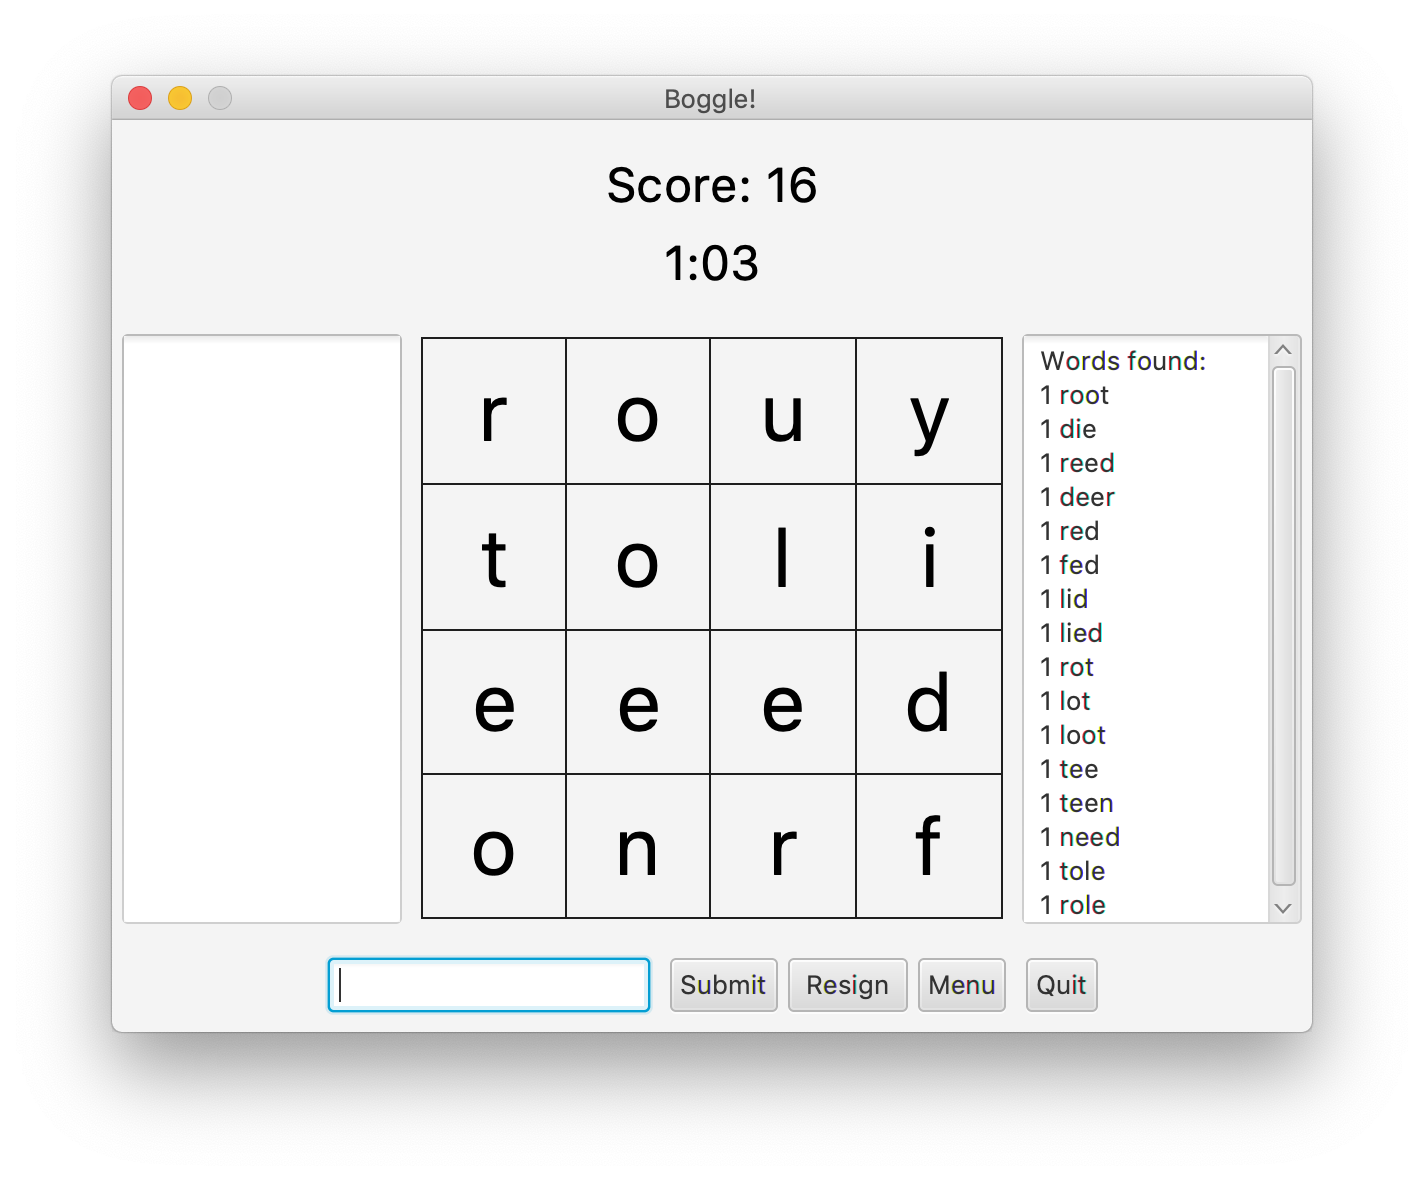 Boggle!
Score: 16
1:03
r o u y
t o l i
e e e d
o n r f
Words found:
1 root
1 die
1 reed
1 deer
1 red
1 fed
1 lid
1 lied
1 rot
1 lot
1 loot
1 tee
1 teen
1 need
1 tole
1 role
Submit Resign Menu Quit